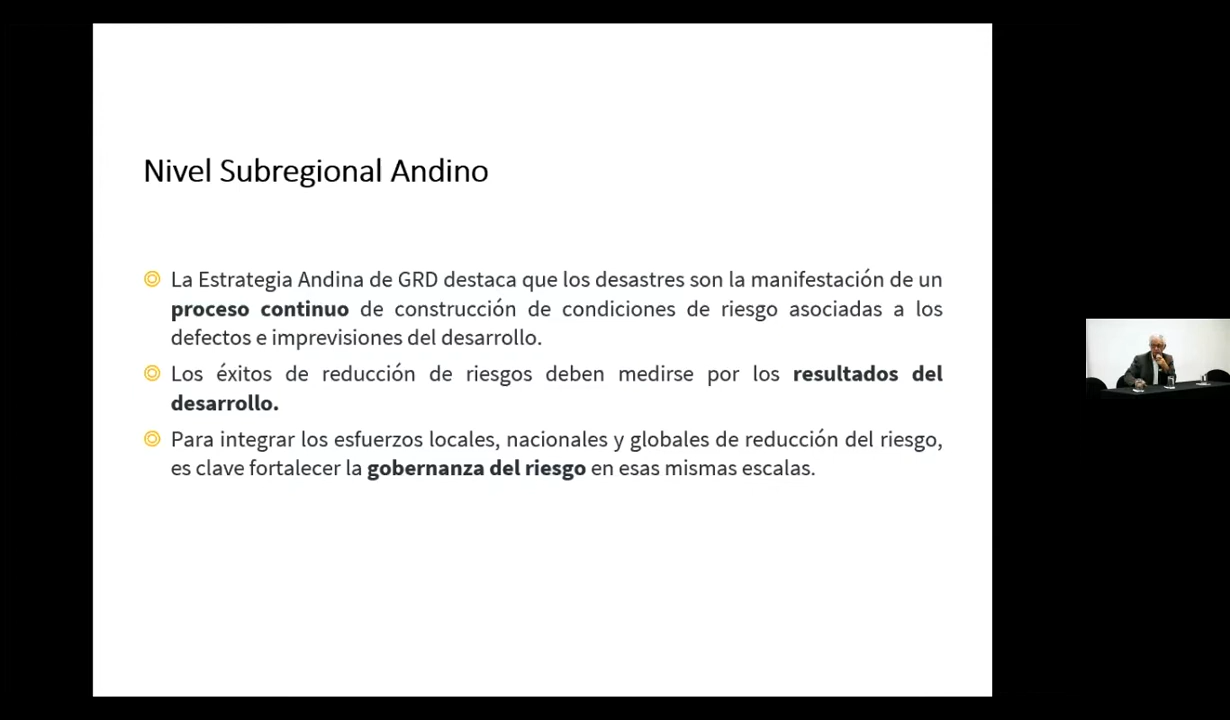 Nivel Subregional Andino
La Estrategia Andina de GRD destaca que los desastres son la manifestación de un
proceso continuo de construcción de condiciones de riesgo asociadas a los
defectos e imprevisiones del desarrollo.
Los éxitos de reducción de riesgos deben medirse por los resultados del
desarrollo.
Para integrar los esfuerzos locales, nacionales y globales de reducción del riesgo,
es clave fortalecer la gobernanza del riesgo en esas mismas escalas.